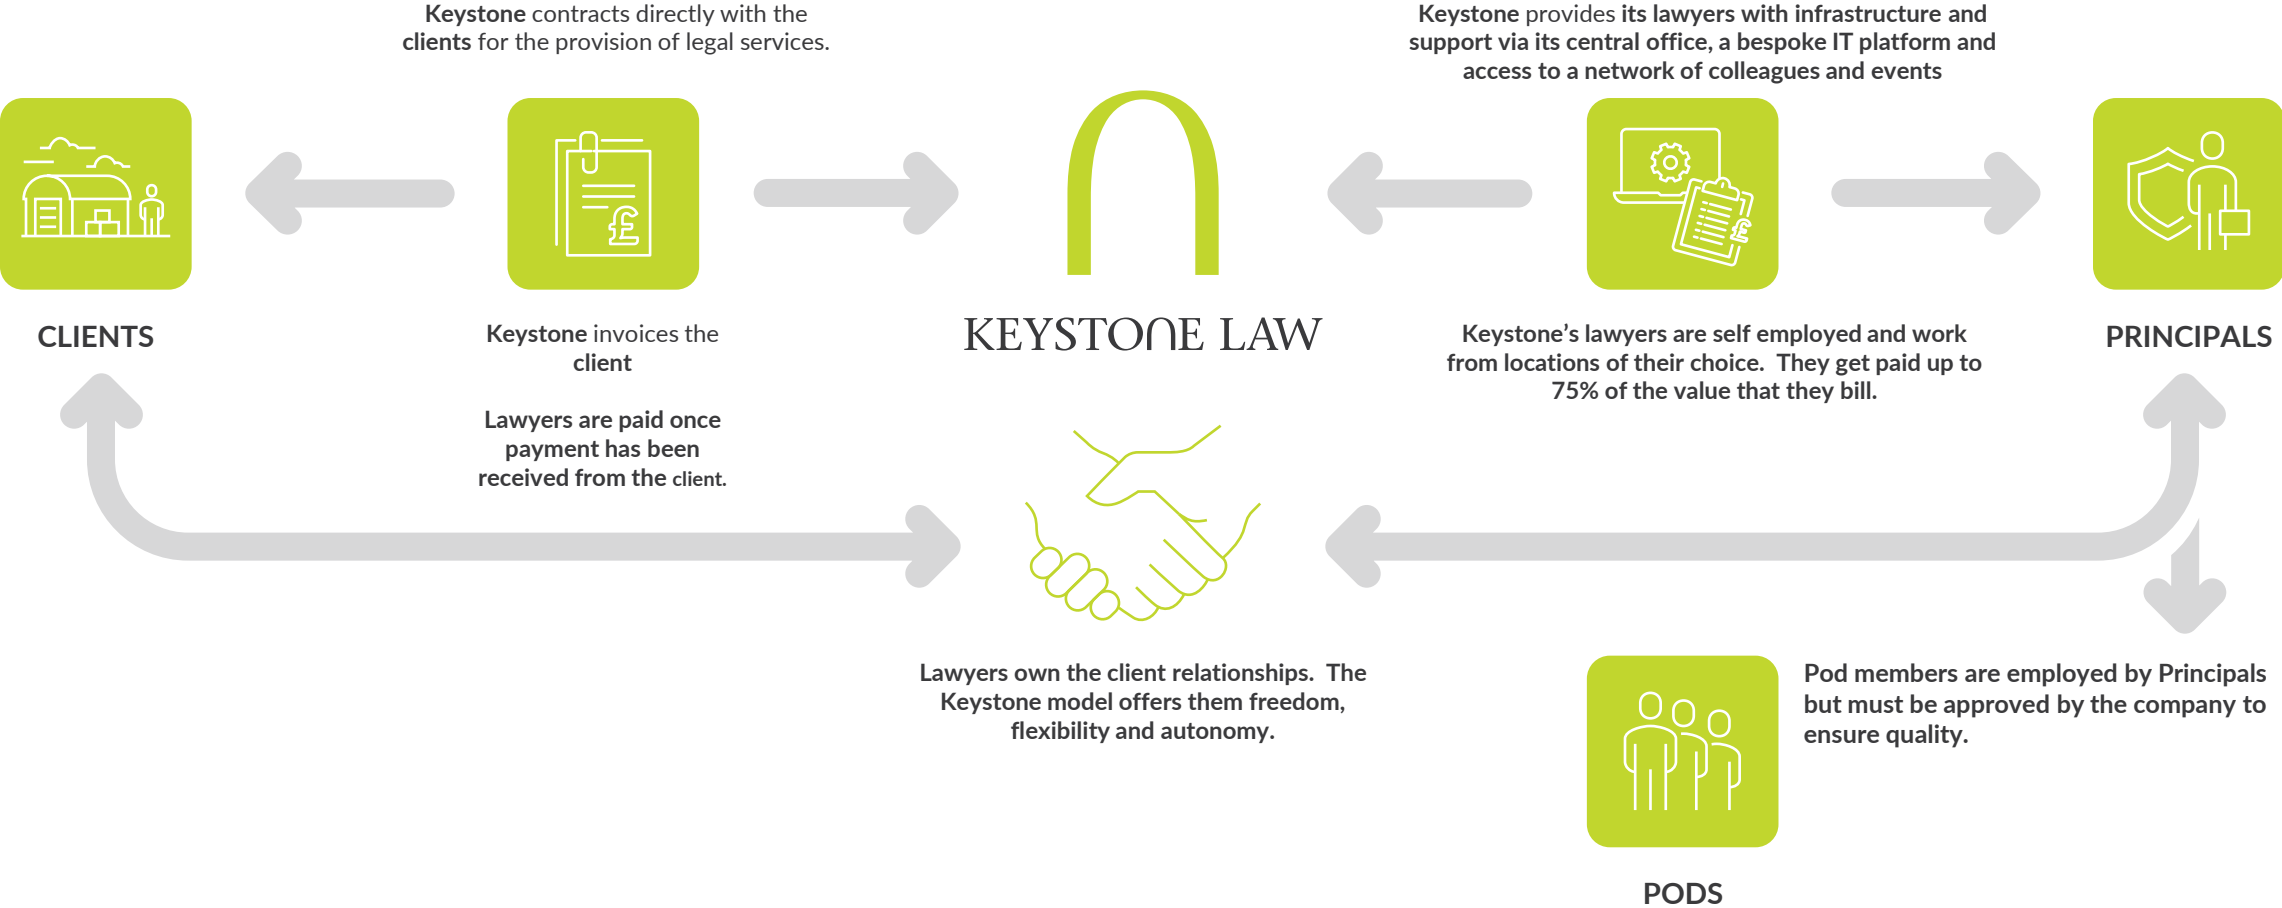 Keystone contracts directly with the
clients for the provision of legal services.
Keystone provides its lawyers with infrastructure and
support via its central office, a bespoke IT platform and
access to a network of colleagues and events
CLIENTS
Keystone invoices the
client
Lawyers are paid once
payment has been
received from the client.
KEYSTONE LAW
Keystone’s lawyers are self employed and work
from locations of their choice.  They get paid up to
75% of the value that they bill.
PRINCIPALS
Lawyers own the client relationships.  The
Keystone model offers them freedom,
flexibility and autonomy.
Pod members are employed by Principals
but must be approved by the company to
ensure quality.
PODS